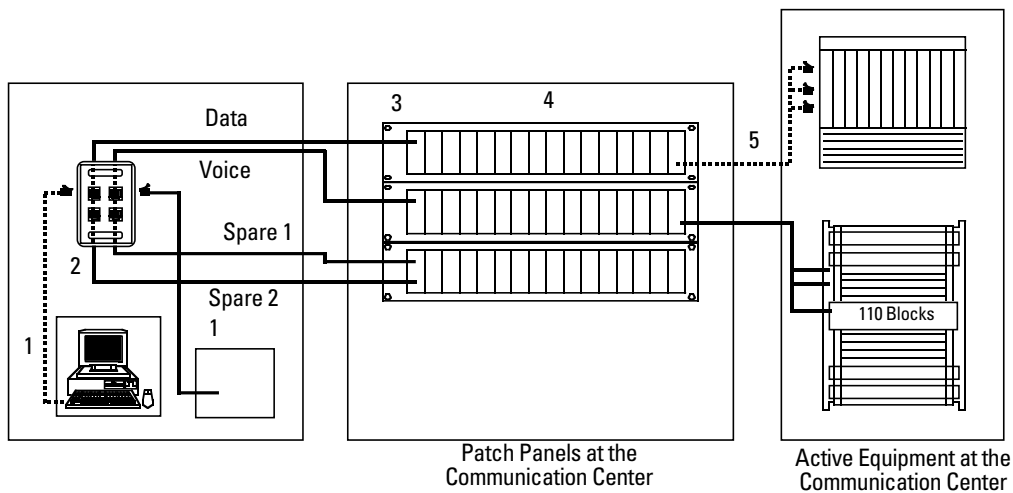 Data
Voice
Spare 1
Spare 2
1
2
1
3
4
5
110 Blocks
Patch Panels at the
Communication Center
Active Equipment at the
Communication Center